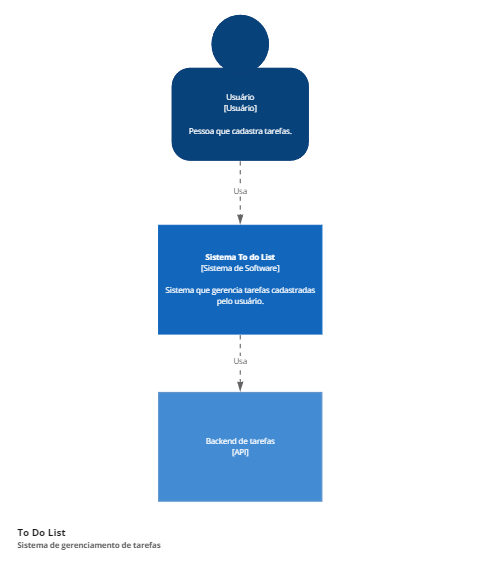 Usuário
[Usuário]
Pessoa que cadastra tarefas.
Usa
Sistema To do List
[Sistema de Software]
Sistema que gerencia tarefas cadastradas
pelo usuário.
Usa
Backend de tarefas
[API]
To Do List
Sistema de gerenciamento de tarefas